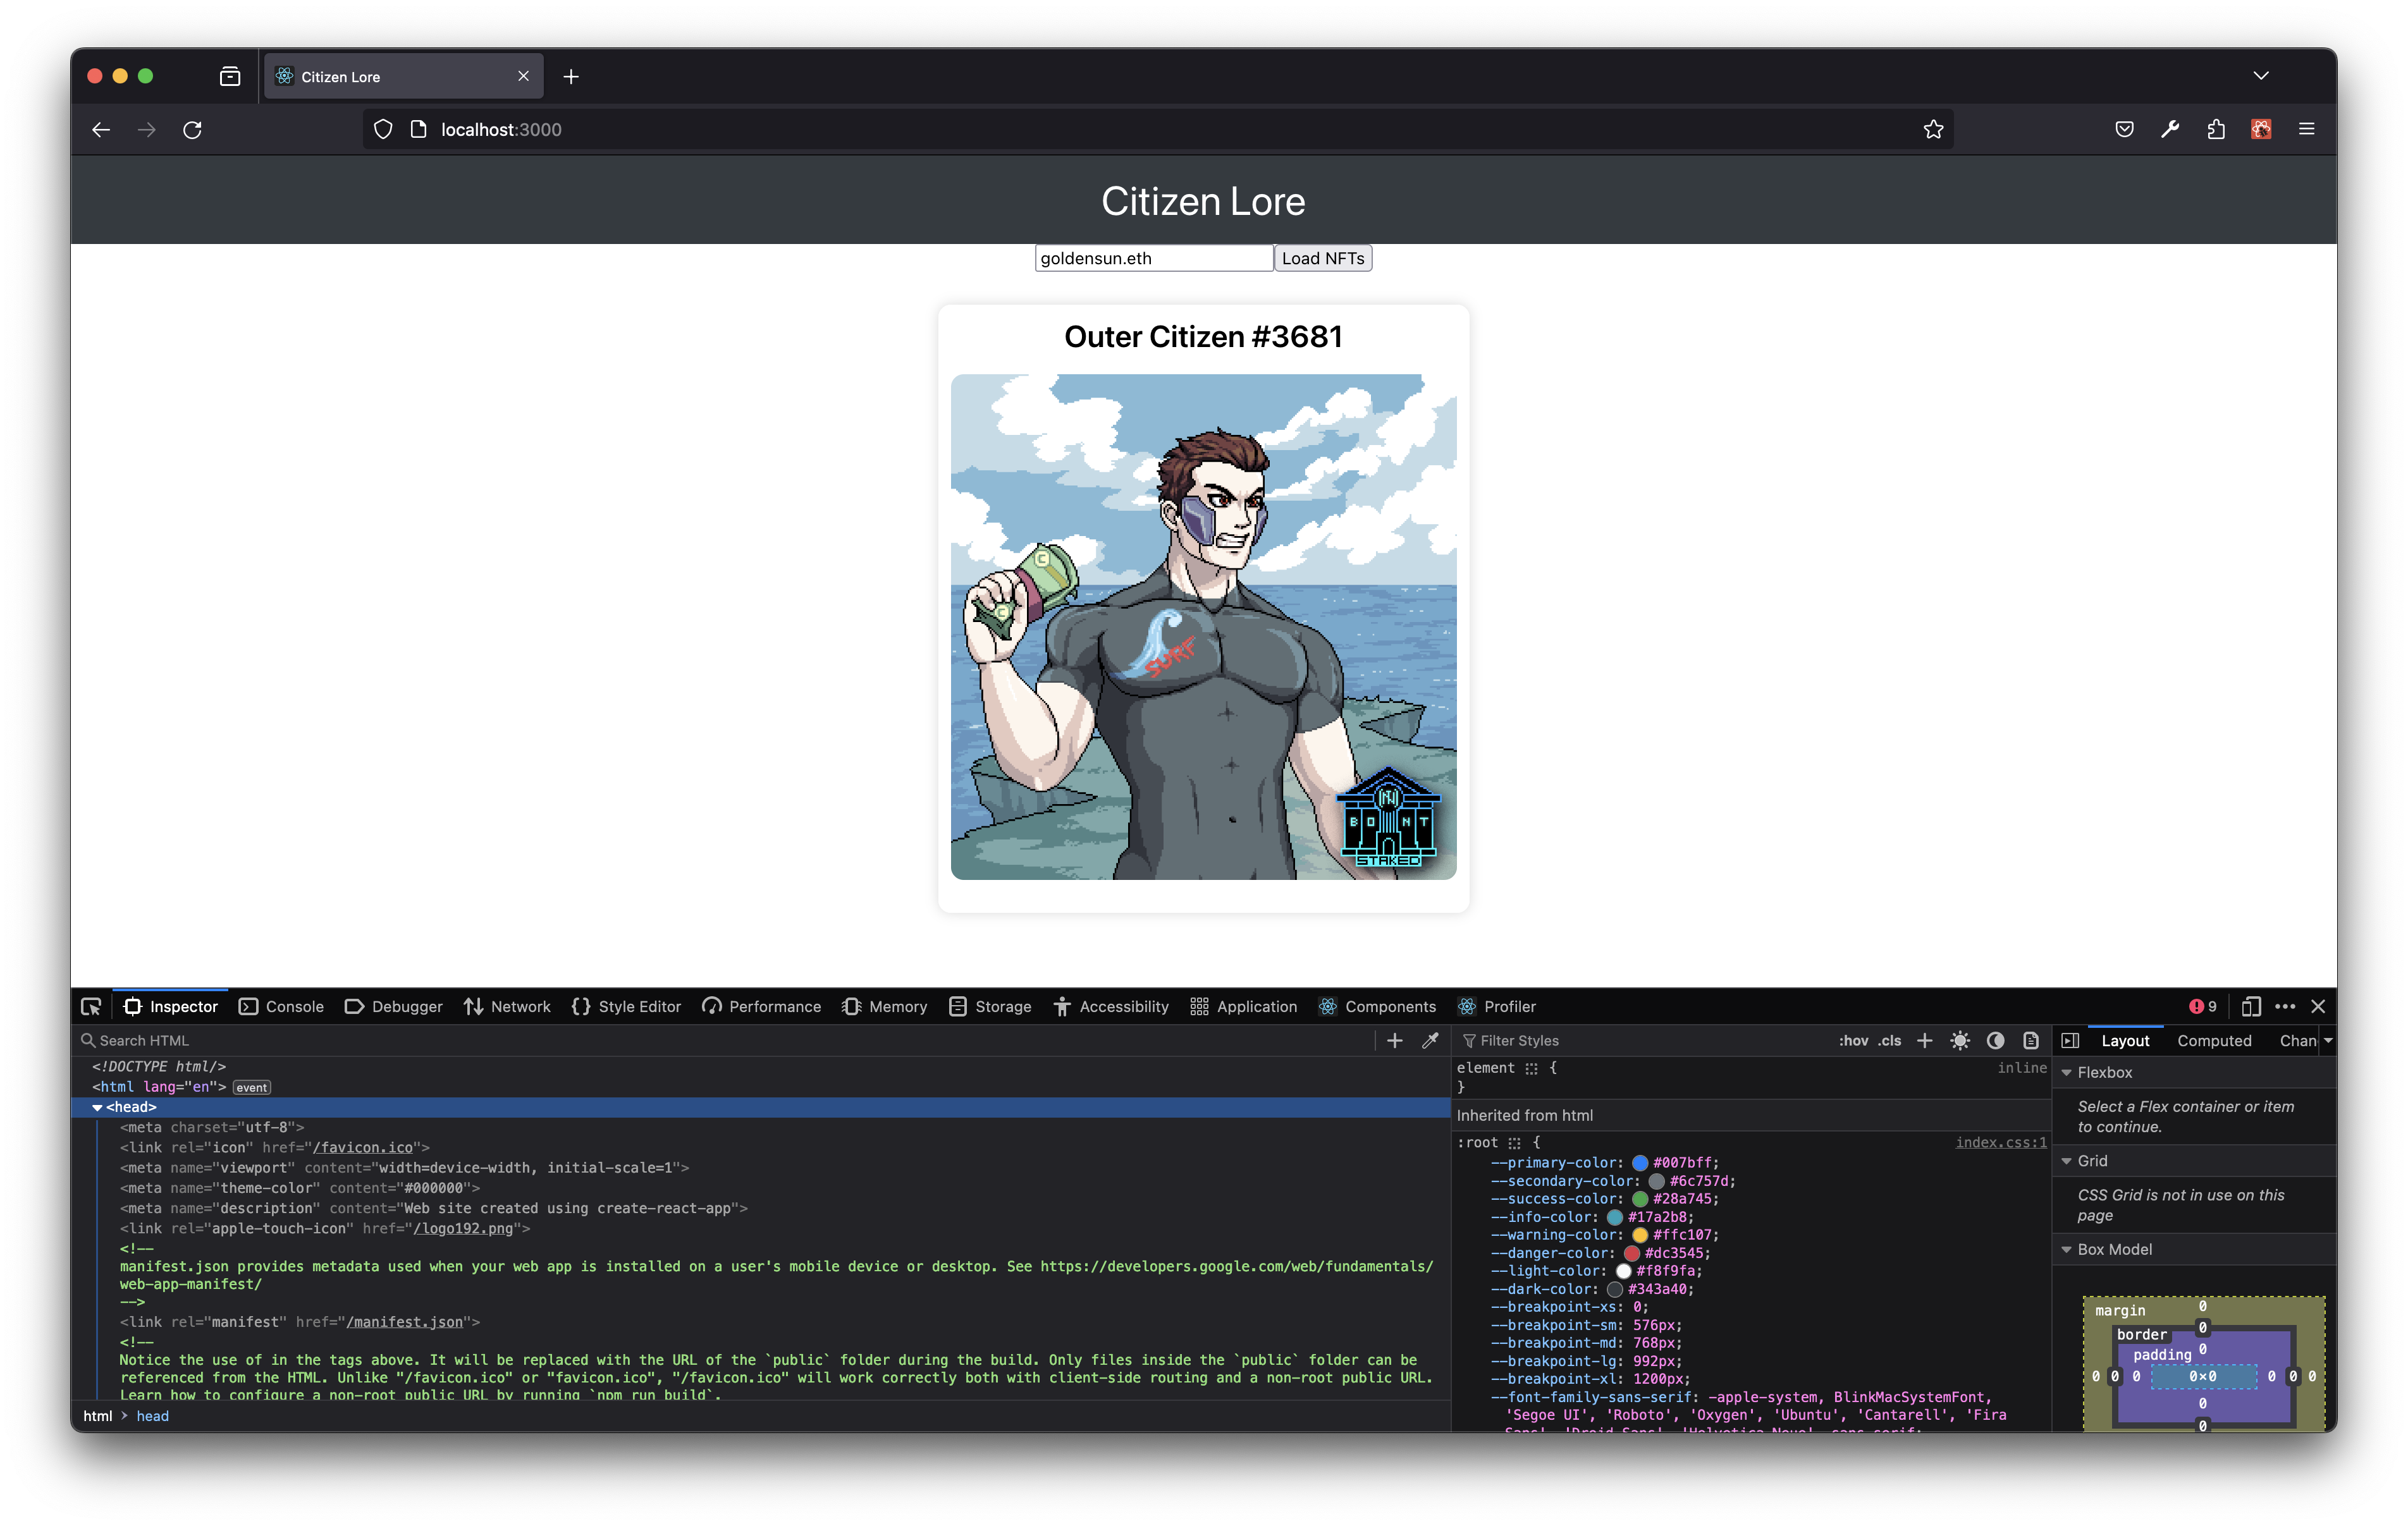 Citizen Lore
localhost:3000
Citizen Lore
goldensun.eth Load NFTs
Outer Citizen #3681
C
C
SURF
N
BONT
STAKED
Inspector Console Debugger Network Style Editor Performance Memory Storage Accessibility Application Components Profiler 9
Search HTML
<!DOCTYPE html/>
<html lang="en"> event
<head>
<meta charset="utf-8">
<link rel="icon" href="/favicon.ico">
<meta name="viewport" content="width=device-width, initial-scale=1">
<meta name="theme-color" content="#000000">
<meta name="description" content="Web site created using create-react-app">
<link rel="apple-touch-icon" href="/logo192.png">
<!--
manifest.json provides metadata used when your web app is installed on a user's mobile device or desktop. See https://developers.google.com/web/fundamentals/
web-app-manifest/
-->
<link rel="manifest" href="/manifest.json">
<!--
Notice the use of in the tags above. It will be replaced with the URL of the `public` folder during the build. Only files inside the `public` folder can be
referenced from the HTML. Unlike "/favicon.ico" or "favicon.ico", "/favicon.ico" will work correctly both with client-side routing and a non-root public URL.
Learn how to configure a non-root public URL by running `npm run build`.
html > head
Filter Styles :hov .cls
element {
inline
}
Inherited from html
:root {
index.css:1
--primary-color: #007bff;
--secondary-color: #6c757d;
--success-color: #28a745;
--info-color: #17a2b8;
--warning-color: #ffc107;
--danger-color: #dc3545;
--light-color: #f8f9fa;
--dark-color: #343a40;
--breakpoint-xs: 0;
--breakpoint-sm: 576px;
--breakpoint-md: 768px;
--breakpoint-lg: 992px;
--breakpoint-xl: 1200px;
--font-family-sans-serif: -apple-system, BlinkMacSystemFont,
'Segoe UI', 'Roboto', 'Oxygen', 'Ubuntu', 'Cantarell', 'Fira
Sans', 'Droid Sans', 'Helvetica Neue', sans-serif;
Layout Computed Chan
Flexbox
Select a Flex container or item
to continue.
Grid
CSS Grid is not in use on this
page
Box Model
margin 0
border 0
padding 0
0 0 0 0×0 0 0 0
0
0